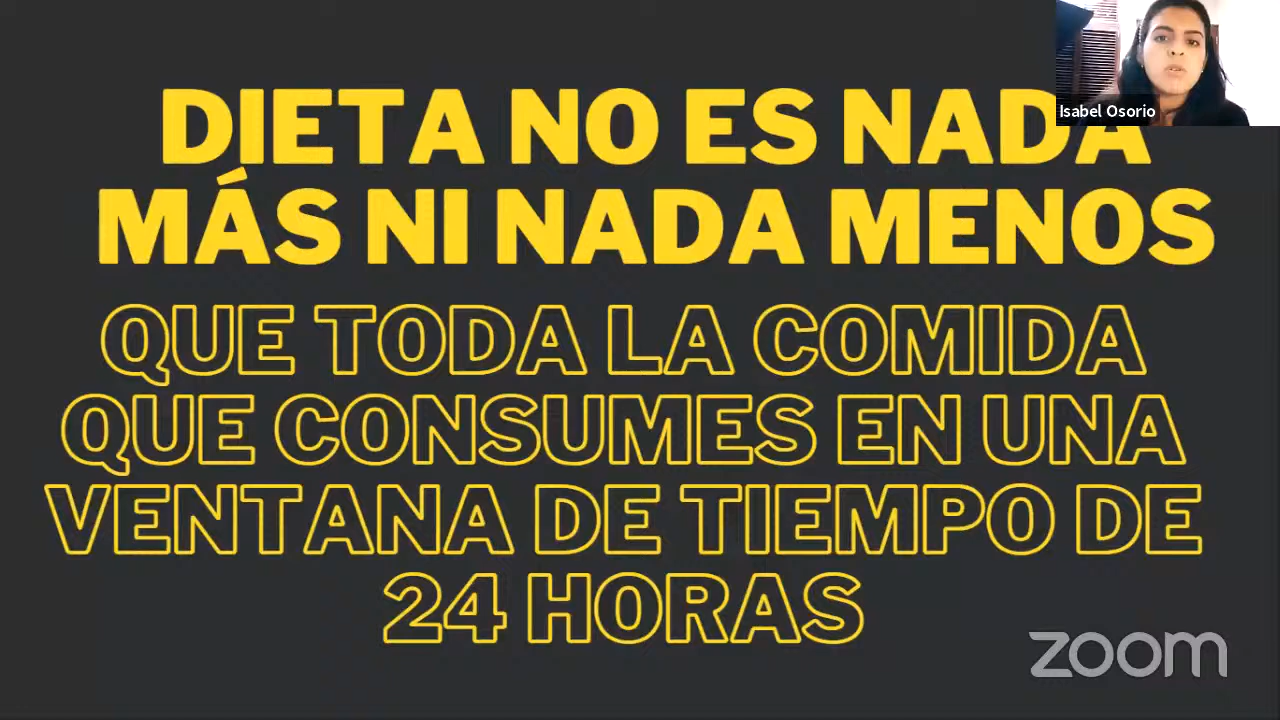 Isabel Osorio
DIETA NO ES NADA
MÁS NI NADA MENOS
QUE TODA LA COMIDA
QUE CONSUMES EN UNA
VENTANA DE TIEMPO DE
24 HORAS
zoom